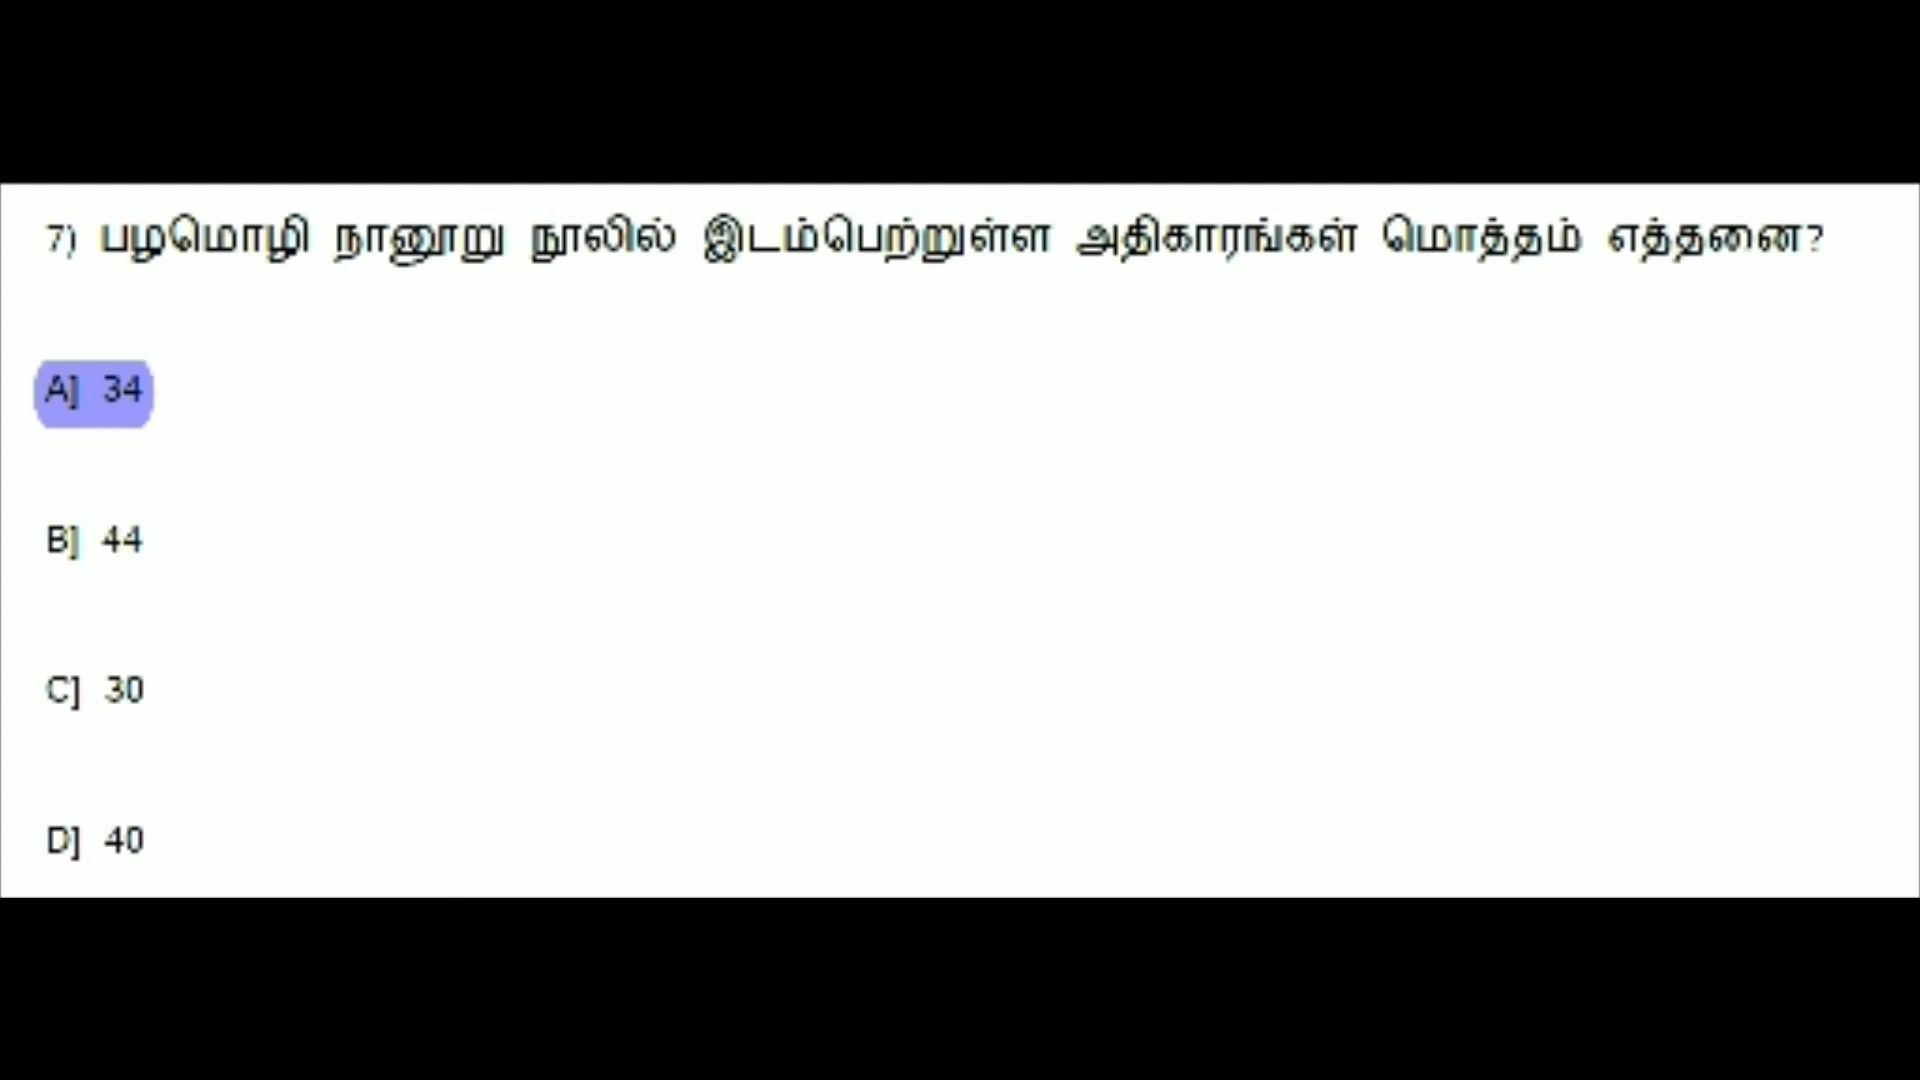 7) பழமொழி நானூறு நூலில் இடம்பெற்றுள்ள அதிகாரங்கள் மொத்தம் எத்தனை?
A] 34
B] 44
C] 30
D] 40